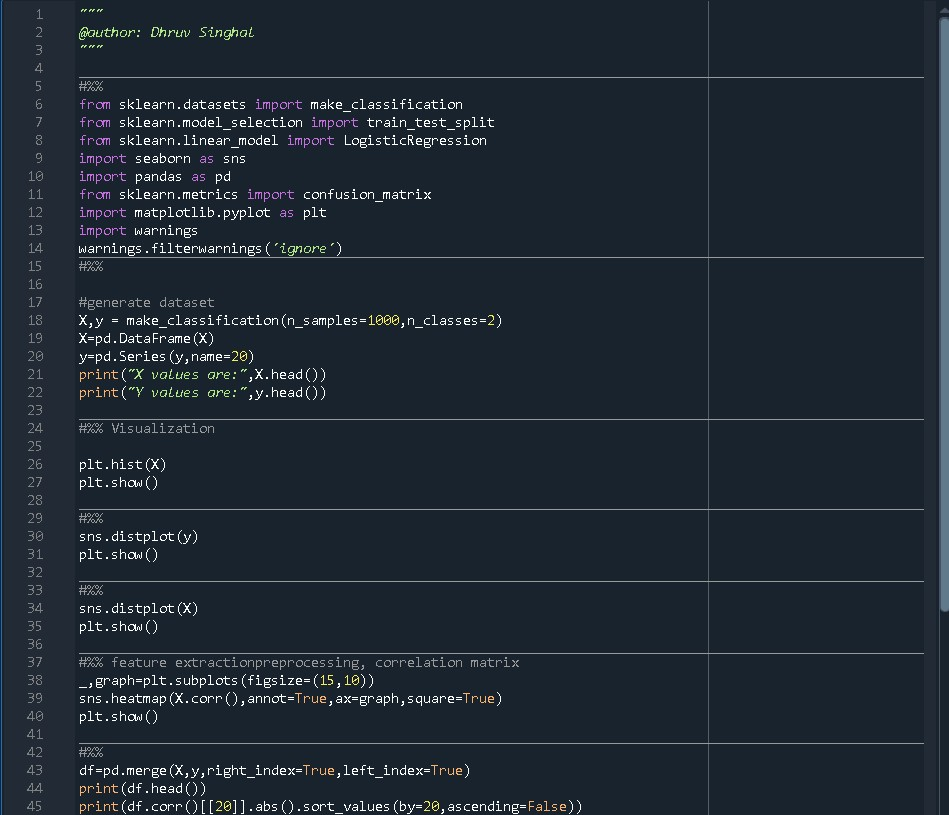 1 """
2 @author: Dhruv Singhal
3 """
4
5 #%%
6 from sklearn.datasets import make_classification
7 from sklearn.model_selection import train_test_split
8 from sklearn.linear_model import LogisticRegression
9 import seaborn as sns
10 import pandas as pd
11 from sklearn.metrics import confusion_matrix
12 import matplotlib.pyplot as plt
13 import warnings
14 warnings.filterwarnings('ignore')
15 #%%
16
17 #generate dataset
18 X,y = make_classification(n_samples=1000,n_classes=2)
19 X=pd.DataFrame(X)
20 y=pd.Series(y,name=20)
21 print("X values are:",X.head())
22 print("Y values are:",y.head())
23
24 #%% Visualization
25
26 plt.hist(X)
27 plt.show()
28
29 #%%
30 sns.distplot(y)
31 plt.show()
32
33 #%%
34 sns.distplot(X)
35 plt.show()
36
37 #%% feature extractionpreprocessing, correlation matrix
38 _,graph=plt.subplots(figsize=(15,10))
39 sns.heatmap(X.corr(),annot=True,ax=graph,square=True)
40 plt.show()
41
42 #%%
43 df=pd.merge(X,y,right_index=True,left_index=True)
44 print(df.head())
45 print(df.corr()[[20]].abs().sort_values(by=20,ascending=False))